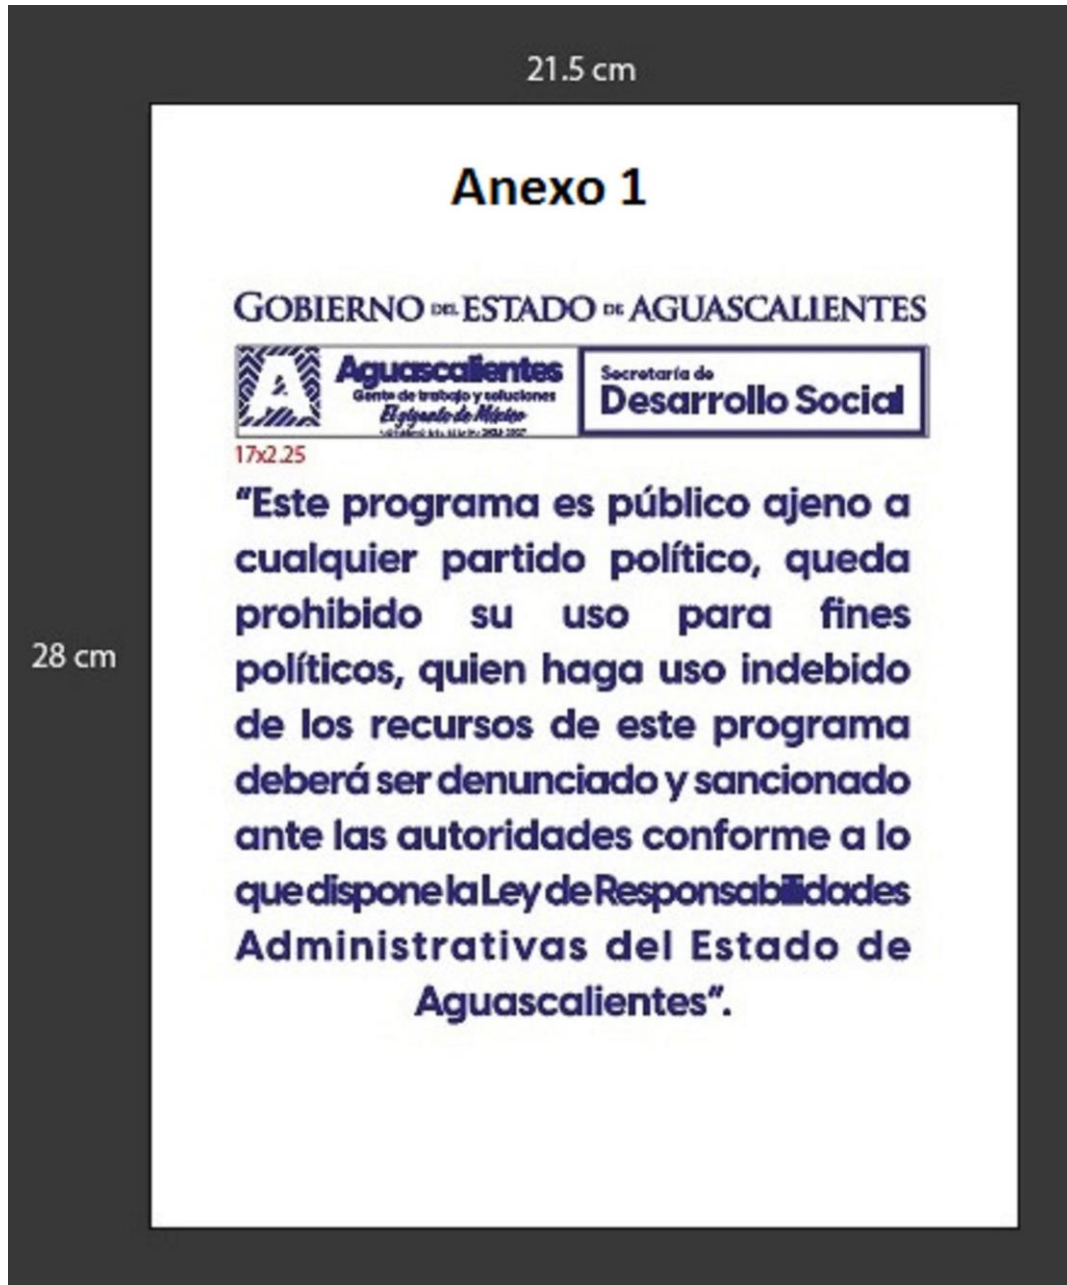 21.5 cm
Anexo 1
GOBIERNO DEL ESTADO DE AGUASCALIENTES
A
Aguascalientes
Gente de trabajo y soluciones
El gigante de México
Secretaría de
Desarrollo Social
17x2.25
“Este programa es público ajeno a
cualquier partido político, queda
prohibido su uso para fines
políticos, quien haga uso indebido
28 cm
de los recursos de este programa
deberá ser denunciado y sancionado
ante las autoridades conforme a lo
que dispone la Ley de Responsabilidades
Administrativas del Estado de
Aguascalientes”.